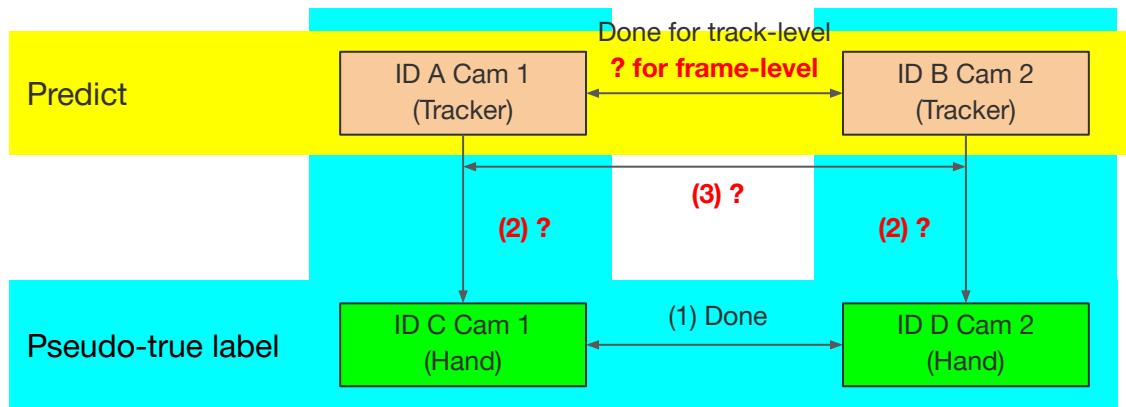 Done for track-level
? for frame-level
Predict
ID A Cam 1
(Tracker)
ID B Cam 2
(Tracker)
(3) ?
(2) ?
(2) ?
Pseudo-true label
ID C Cam 1
(Hand)
(1) Done
ID D Cam 2
(Hand)